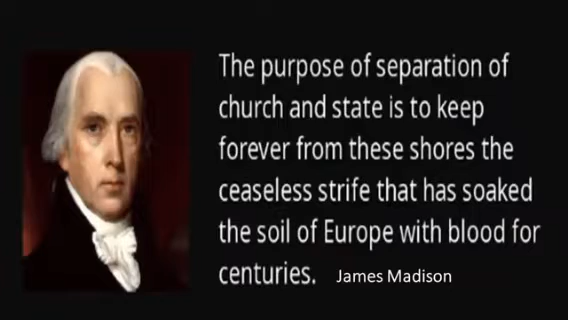 The purpose of separation of
church and state is to keep
forever from these shores the
ceaseless strife that has soaked
the soil of Europe with blood for
centuries. James Madison